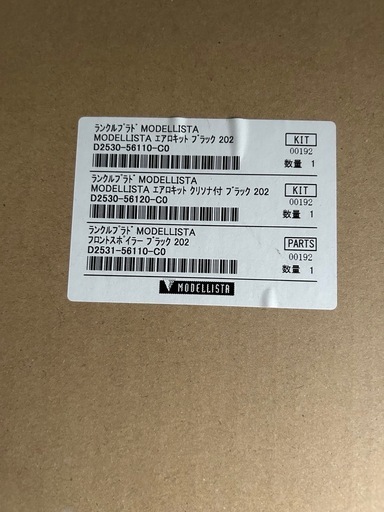 ランクルプラド MODELLISTA
MODELLISTA エアロキット ブラック 202
D2530-56110-C0
KIT
00192
数量 1
ランクルプラド MODELLISTA
MODELLISTA エアロキット クリソナ付 ブラック 202
D2530-56120-C0
KIT
00192
数量 1
ランクルプラド MODELLISTA
フロントスポイラー ブラック 202
D2531-56110-C0
PARTS
00192
数量 1
MODELLISTA